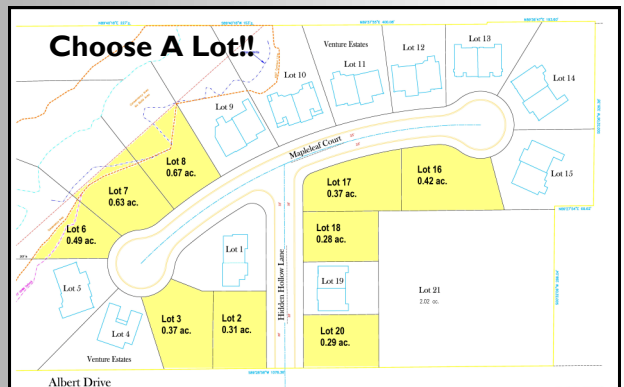 Choose A Lot!!
Venture Estates
Lot 13
Lot 12
Lot 11
Lot 14
Lot 10
Lot 9
Mapleleaf Court
Lot 8
0.67 ac.
Lot 16
0.42 ac.
Lot 15
Lot 17
0.37 ac.
Lot 7
0.63 ac.
Lot 6
0.49 ac.
Lot 18
0.28 ac.
Lot 1
Hidden Hollow Lane
Lot 5
Lot 19
Lot 21
2.02 ac.
Lot 3
0.37 ac.
Lot 2
0.31 ac.
Lot 4
Lot 20
0.29 ac.
Venture Estates
Albert Drive